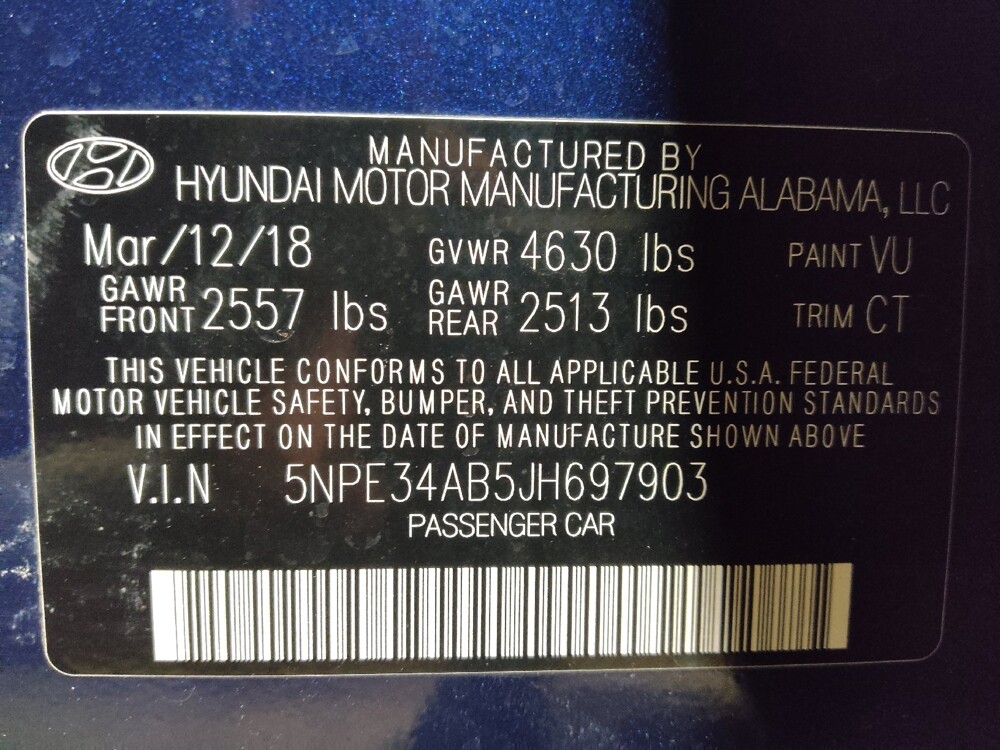 MANUFACTURED BY
HYUNDAI MOTOR MANUFACTURING ALABAMA, LLC
Mar/12/18 GVWR 4630 lbs PAINT VU
GAWR FRONT 2557 lbs GAWR REAR 2513 lbs TRIM CT
THIS VEHICLE CONFORMS TO ALL APPLICABLE U.S.A. FEDERAL
MOTOR VEHICLE SAFETY, BUMPER, AND THEFT PREVENTION STANDARDS
IN EFFECT ON THE DATE OF MANUFACTURE SHOWN ABOVE
V.I.N 5NPE34AB5JH697903
PASSENGER CAR